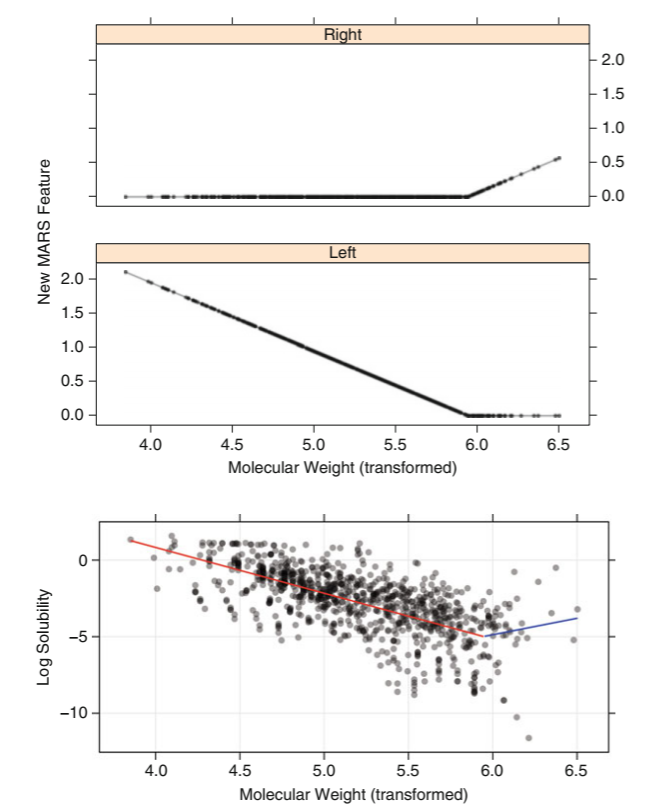 Right
2.0
1.5
1.0
0.5
0.0
New MARS Feature
Left
2.0
1.5
1.0
0.5
0.0
4.0 4.5 5.0 5.5 6.0 6.5
Molecular Weight (transformed)
0
−5
−10
Log Solubility
4.0 4.5 5.0 5.5 6.0 6.5
Molecular Weight (transformed)